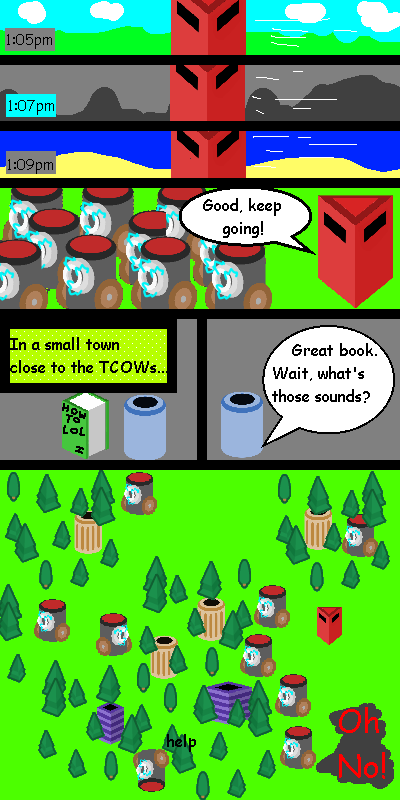 1:05pm
1:07pm
1:09pm
Good, keep
going!
In a small town
close to the TCOWs...
HOW
TO
LOL
2
Great book.
Wait, what's
those sounds?
help
Oh
No!